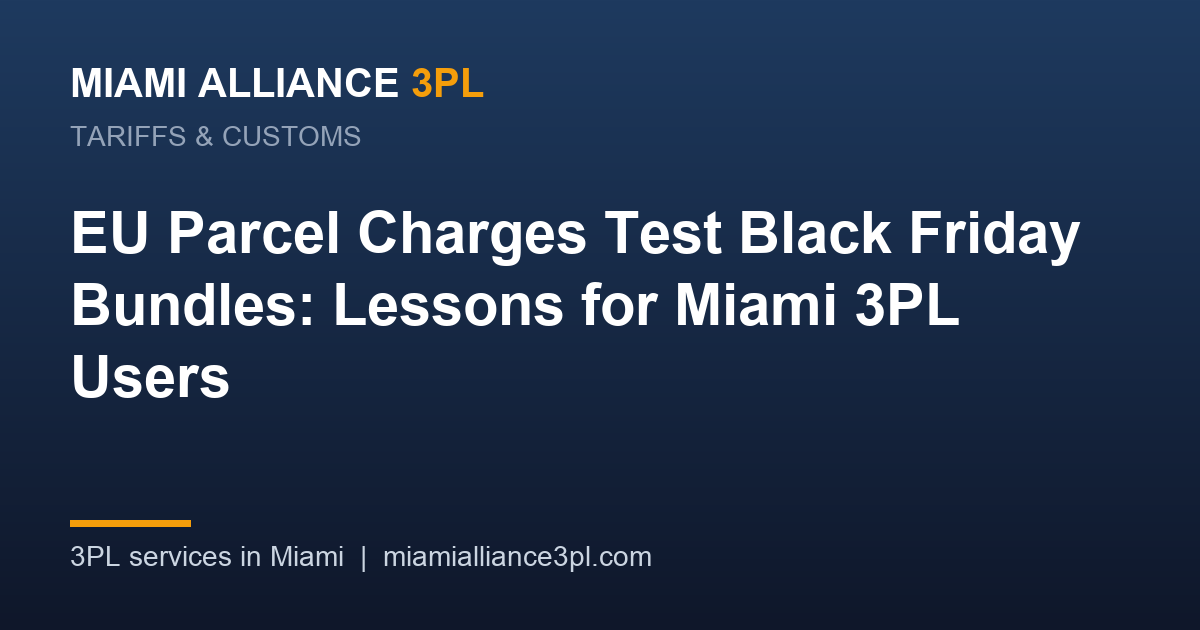 MIAMI ALLIANCE 3PL
TARIFFS & CUSTOMS
EU Parcel Charges Test Black Friday
Bundles: Lessons for Miami 3PL
Users
3PL services in Miami | miamialliance3pl.com